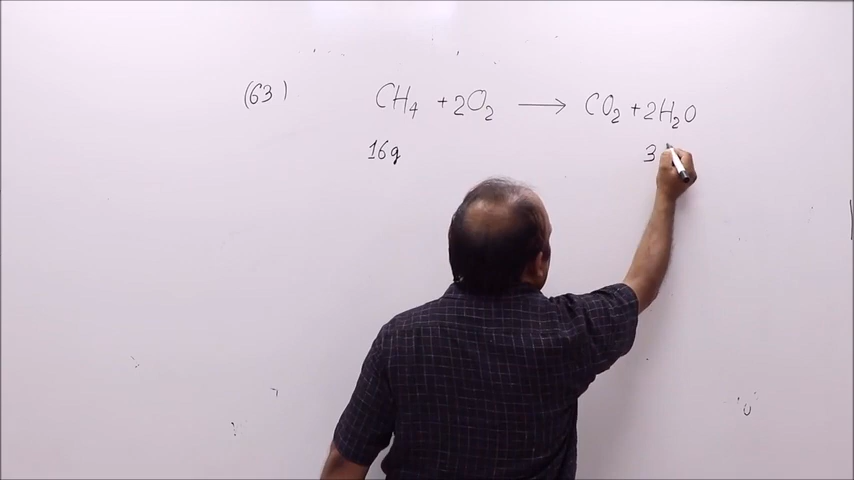 (63) CH₄ + 2O₂ ⟶ CO₂ + 2H₂O
16g 3